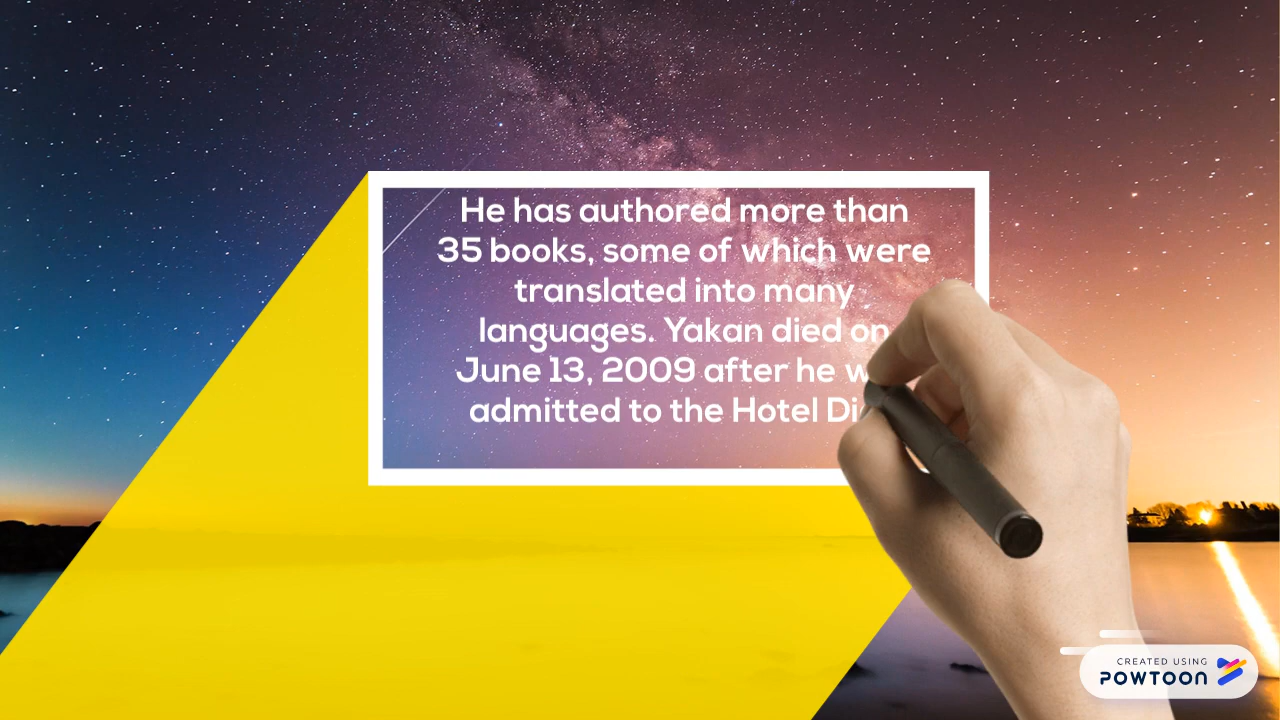 He has authored more than
35 books, some of which were
translated into many
languages. Yakan died on
June 13, 2009 after he
admitted to the Hotel
CREATED USING
POWTOON